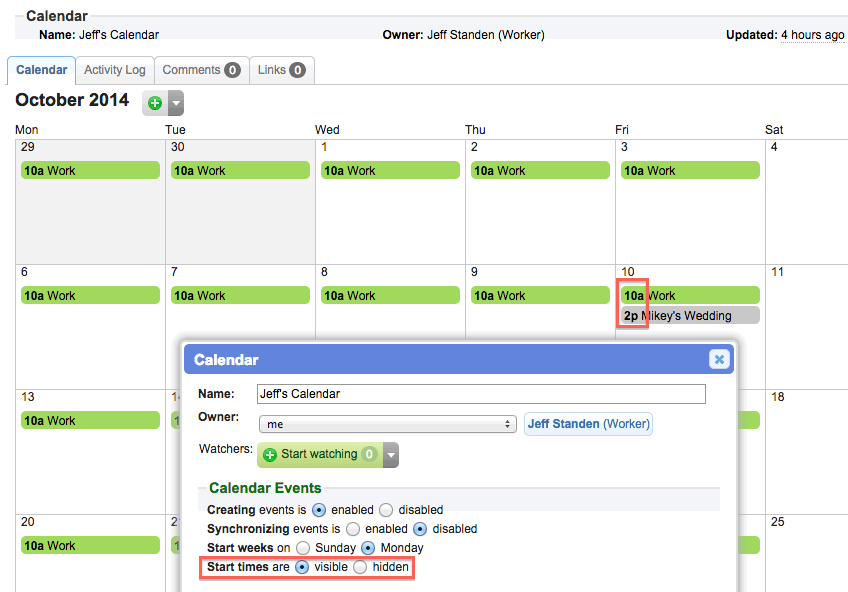 Calendar
Name: Jeff's Calendar Owner: Jeff Standen (Worker) Updated: 4 hours ago
Calendar Activity Log Comments 0 Links 0
October 2014
Mon Tue Wed Thu Fri Sat
29 30 1 2 3 4
10a Work 10a Work 10a Work 10a Work 10a Work
6 7 8 9 10 11
10a Work 10a Work 10a Work 10a Work 10a Work
2p Mikey's Wedding
Calendar
13 18
Name: Jeff's Calendar
10a Work
Owner: me Jeff Standen (Worker)
Watchers: Start watching 0
Calendar Events
Creating events is enabled disabled
20 25
Synchronizing events is enabled disabled
10a Work
Start weeks on Sunday Monday
Start times are visible hidden